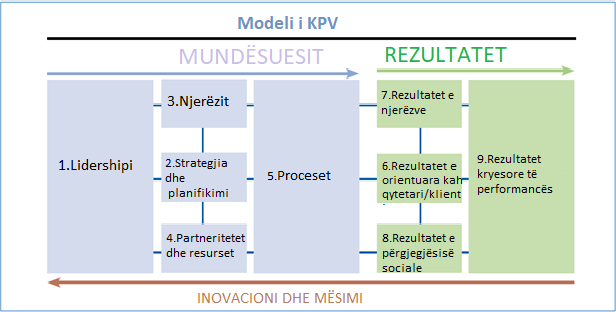 Modeli i KPV
MUNDËSUESIT
REZULTATET
1.Lidershipi
3.Njerëzit
2.Strategjia
dhe
planifikimi
4.Partneritetet
dhe resurset
5.Proceset
7.Rezultatet e
njerëzve
6.Rezultatet e
orientuara kah
qytetari/klient
8.Rezultatet e
përgjegjësisë
sociale
9.Rezultatet
kryesore të
performancës
INOVACIONI DHE MËSIMI